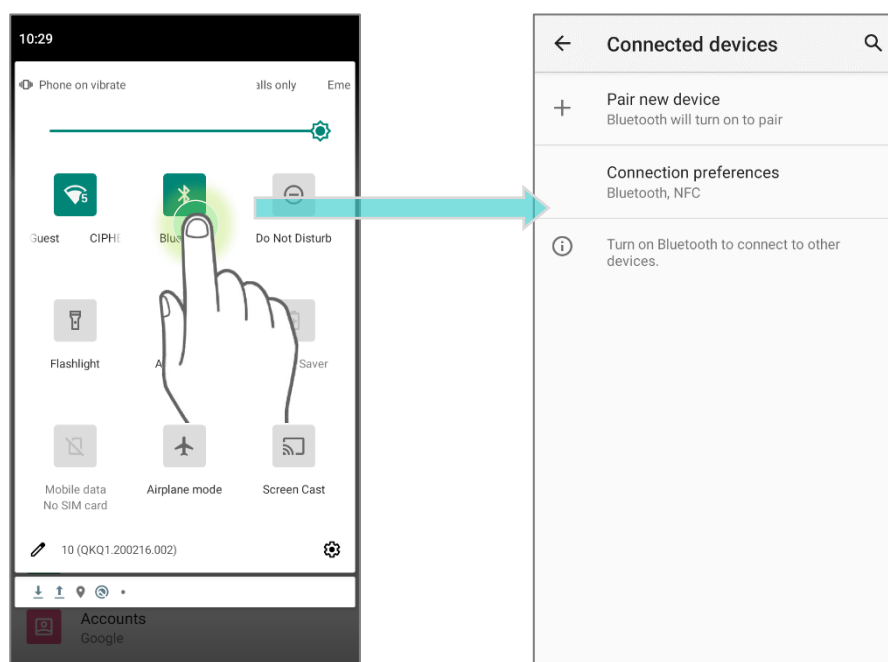 10:29
Phone on vibrate
alls only
Eme
5
Guest
CIPHE
Blue
Do Not Disturb
Flashlight
A
Saver
Mobile data
No SIM card
Airplane mode
Screen Cast
10 (QKQ1.200216.002)
Accounts
Google
Connected devices
Pair new device
Bluetooth will turn on to pair
Connection preferences
Bluetooth, NFC
Turn on Bluetooth to connect to other
devices.